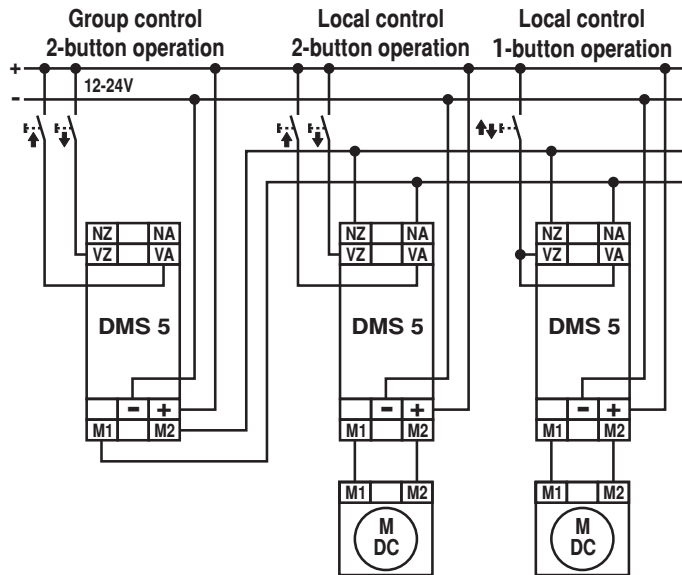 Group control
2-button operation
Local control
2-button operation
Local control
1-button operation
+
-
12-24V
NZ NA
VZ VA
DMS 5
- +
M1 M2
NZ NA
VZ VA
DMS 5
- +
M1 M2
M1 M2
M
DC
NZ NA
VZ VA
DMS 5
- +
M1 M2
M1 M2
M
DC